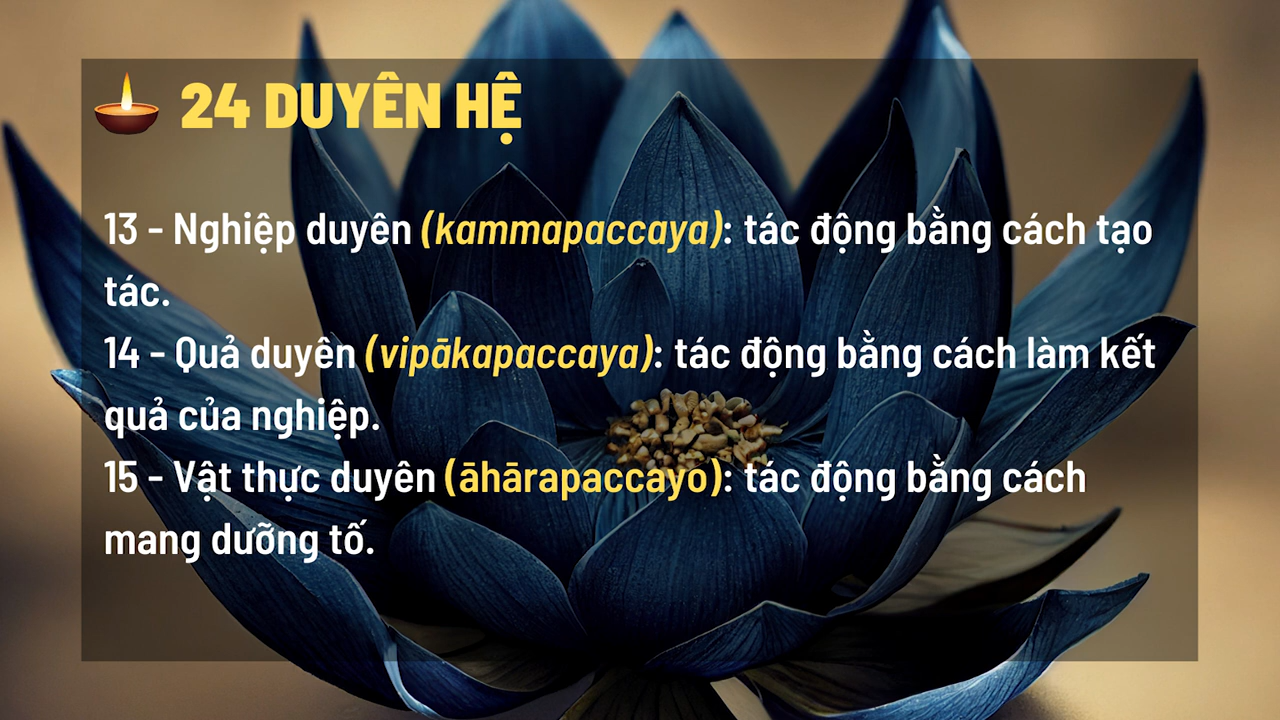 24 DUYÊN HỆ
13 - Nghiệp duyên (kammapaccaya): tác động bằng cách tạo
tác.
14 - Quả duyên (vipākapaccaya): tác động bằng cách làm kết
quả của nghiệp.
15 - Vật thực duyên (āhārapaccayo): tác động bằng cách
mang dưỡng tố.